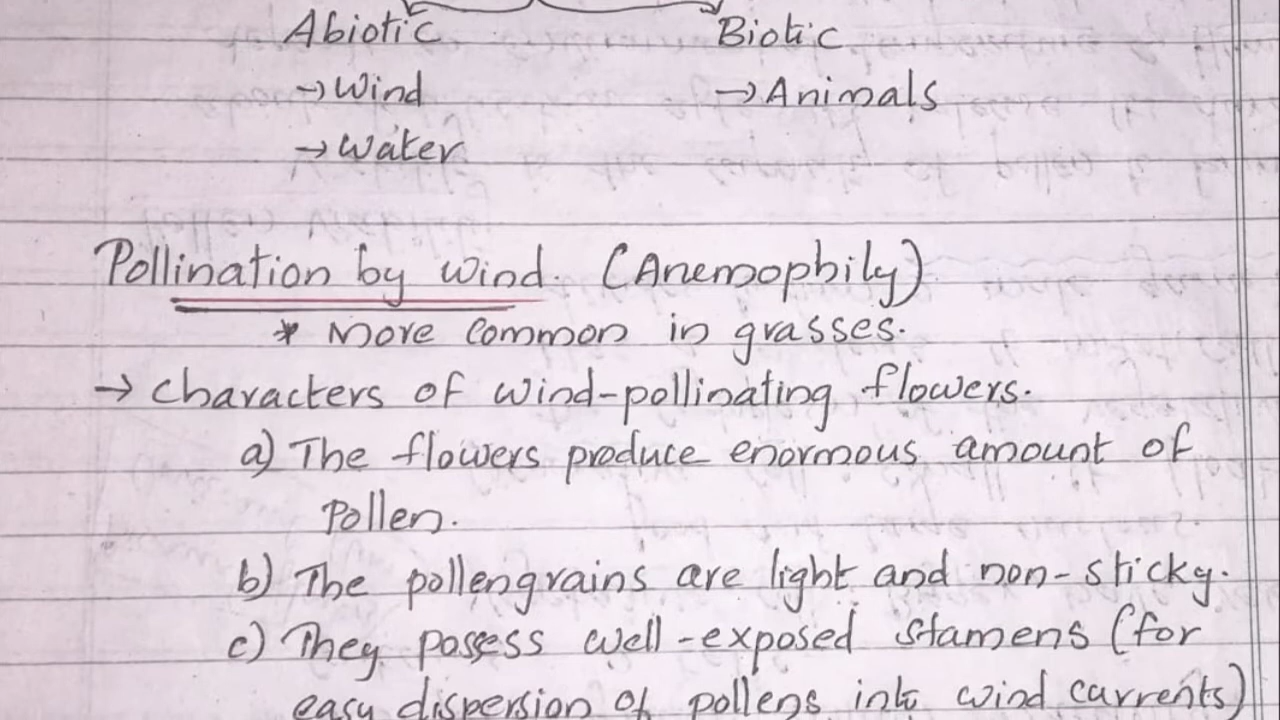 Abiotic Biotic
→ Wind → Animals
→ Water
Pollination by wind. (Anemophily)
* More common in grasses.
→ Characters of wind-pollinating flowers.
a) The flowers produce enormous amount of
Pollen.
b) The pollengrains are light and non-sticky.
c) They possess well-exposed stamens (for
easy dispersion of pollens into wind currents)